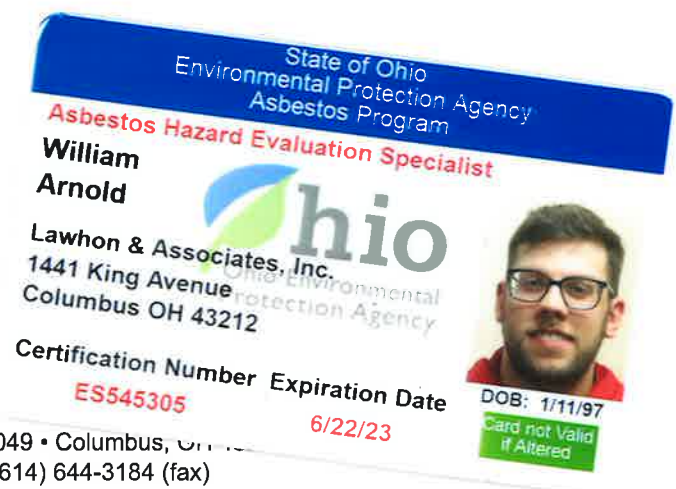 State of Ohio
Environmental Protection Agency
Asbestos Program
Asbestos Hazard Evaluation Specialist
William
Arnold
Ohio
Lawhon & Associates, Inc.
1441 King Avenue
Columbus OH 43212
Ohio Environmental
Protection Agency
Certification Number
ES545305
Expiration Date
6/22/23
DOB: 1/11/97
Card not Valid
if Altered
049 • Columbus,
614) 644-3184 (fax)